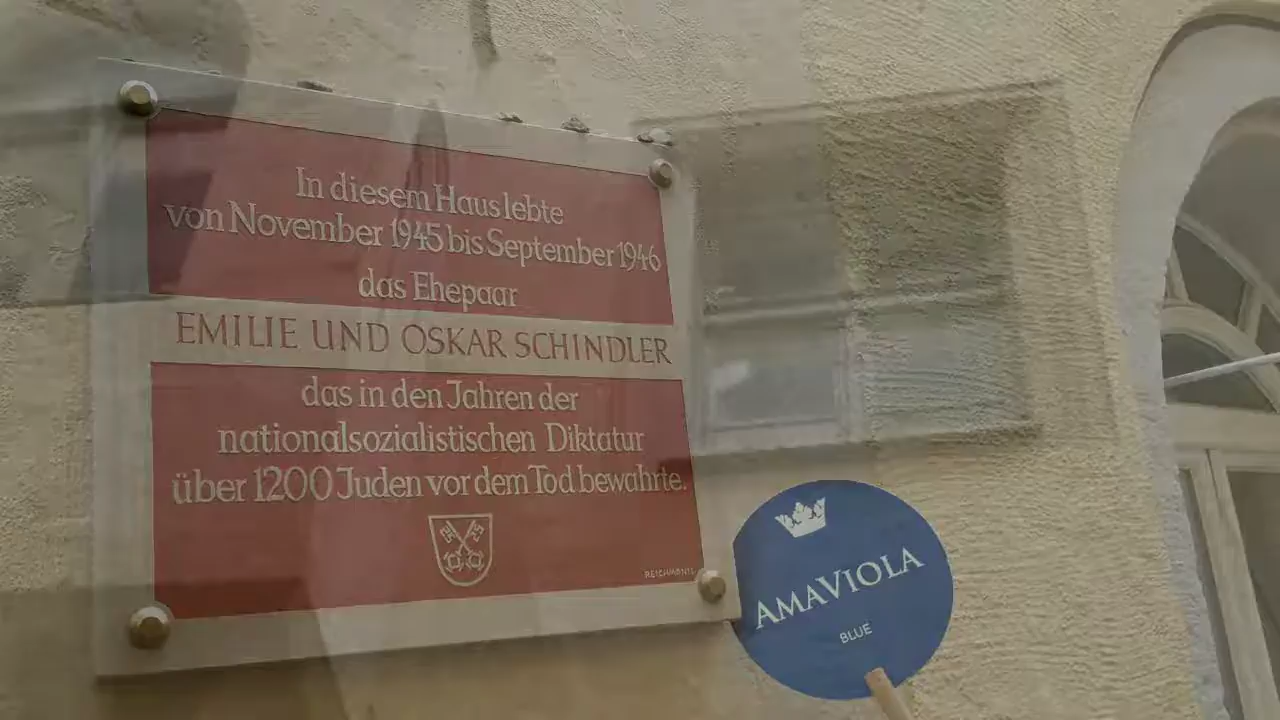 In diesem Haus lebte
von November 1945 bis September 1946
das Ehepaar
EMILIE UND OSKAR SCHINDLER
das in den Jahren der
nationalsozialistischen Diktatur
über 1200 Juden vor dem Tod bewahrte.
AMAVIOLA
BLUE